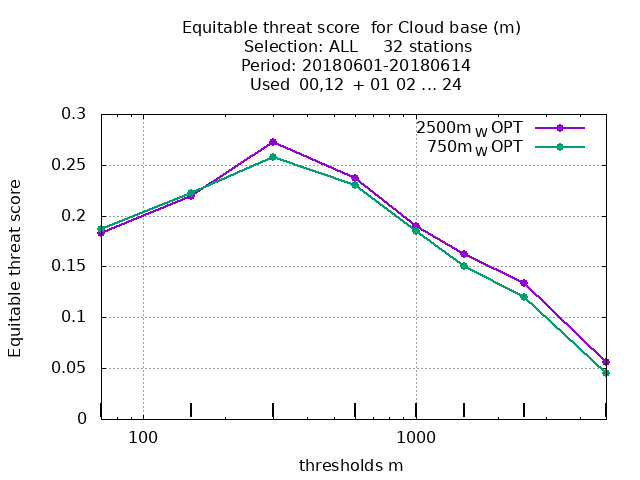 Equitable threat score  for Cloud base (m)
Selection: ALL     32 stations
Period: 20180601-20180614
Used  00,12  + 01 02 ... 24
2500m W OPT
750m W OPT
Equitable threat score
0.3
0.25
0.2
0.15
0.1
0.05
0
100
1000
thresholds m